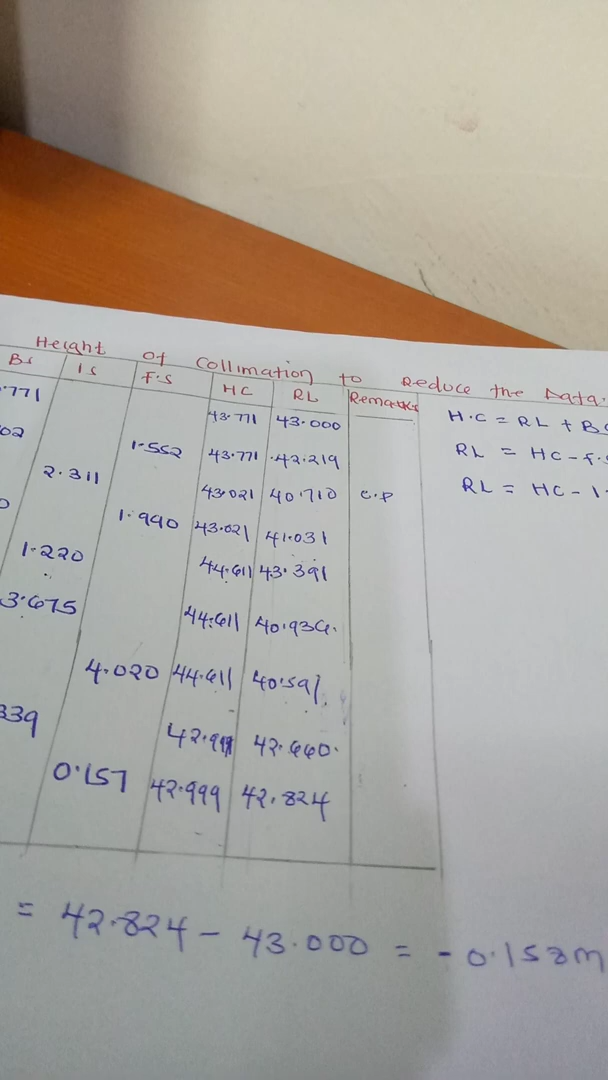 Height of Collimation to Reduce the Data.
Bs IS F.S HC RL Remarks
.771 43.771 43.000 H.C = RL + BS
02 1.552 43.771 42.219 RL = HC - f.s
2.311 43.021 40.710 C.P RL = HC - I
1.990 43.021 41.031
1.220 44.611 43.391
3.675 44.611 40.936.
4.020 44.611 40.591
339 42.999 42.660.
0.157 42.999 42.824
= 42.824 - 43.000 = - 0.158m